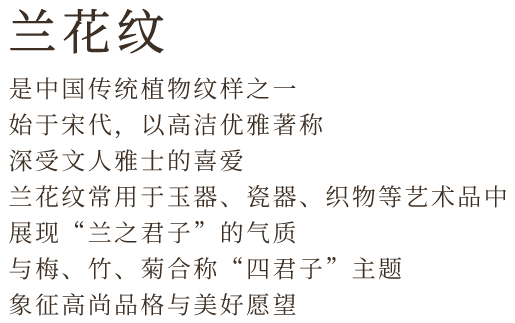 兰花纹
是中国传统植物纹样之一
始于宋代，以高洁优雅著称
深受文人雅士的喜爱
兰花纹常用于玉器、瓷器、织物等艺术品中
展现“兰之君子”的气质
与梅、竹、菊合称“四君子”主题
象征高尚品格与美好愿望